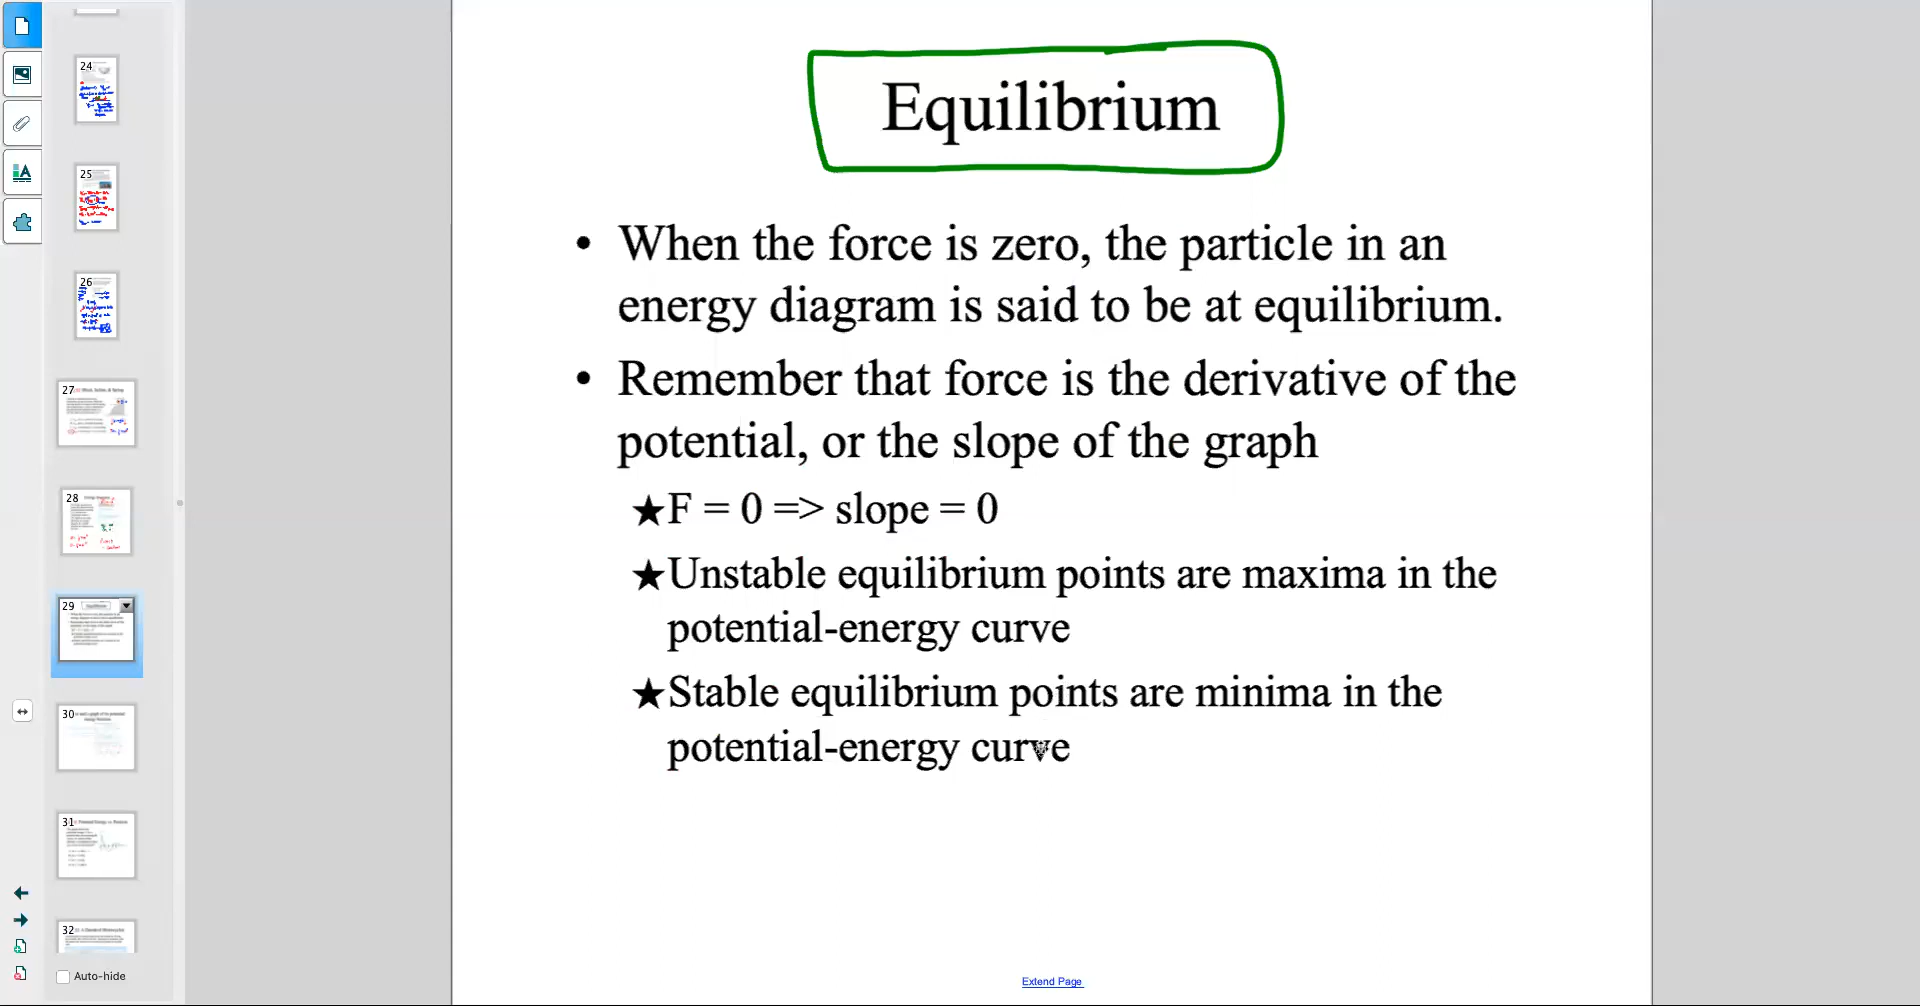 Equilibrium
• When the force is zero, the particle in an
energy diagram is said to be at equilibrium.
• Remember that force is the derivative of the
potential, or the slope of the graph
★F = 0 => slope = 0
★Unstable equilibrium points are maxima in the
potential-energy curve
★Stable equilibrium points are minima in the
potential-energy curve
Extend Page
24
25
26
27
28
29
30
31
32
Auto-hide